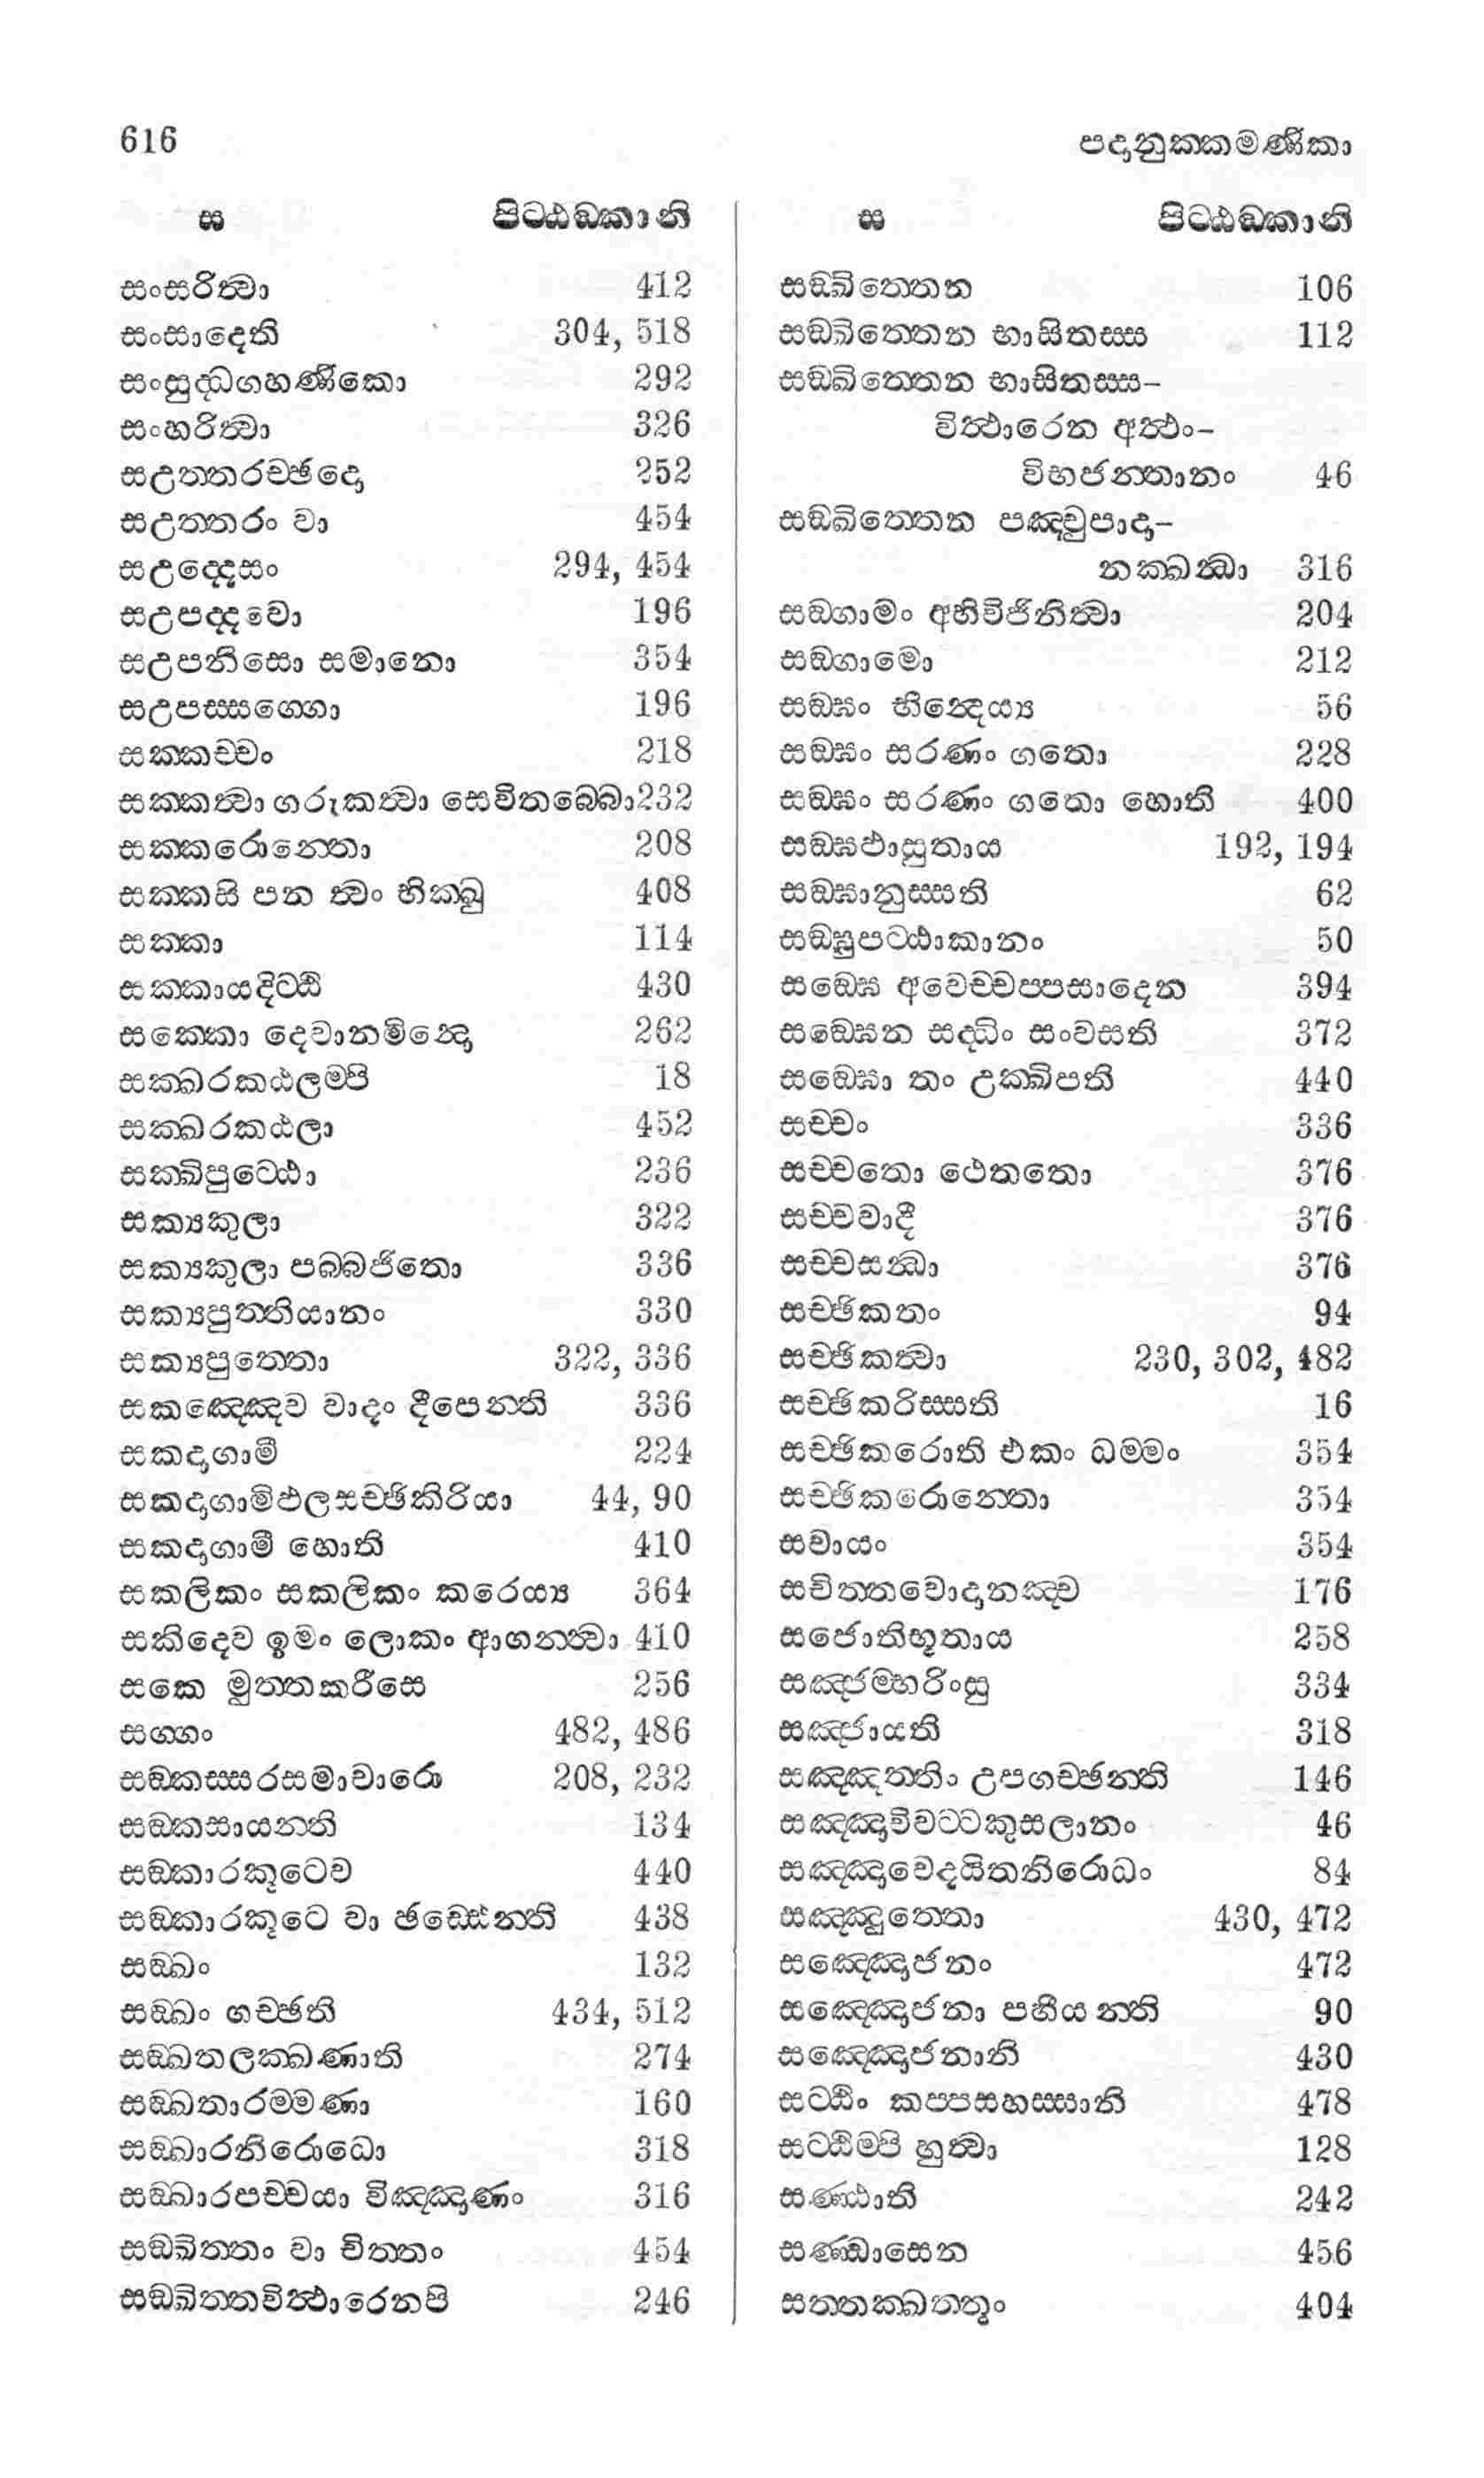 616
පදානුක්කමණිකා
ස
පිට්ඨඞ්කානි
සංසරිත්වා 412
සංසාදෙති 304, 518
සංසුද්ධගහණිකො 292
සංහරිත්වා 326
සඋත්තරච්ඡදො 252
සඋත්තරං වා 454
සඋද්දෙසං 294, 454
සඋපද්දවො 196
සඋපනිසො සමානො 354
සඋපස්සග්ගො 196
සක්කච්චං 218
සක්කත්වා ගරුකත්වා සෙවිතබ්බො 232
සක්කරොන්තො 208
සක්කසි පන ත්වං භික්ඛු 408
සක්කා 114
සක්කායදිට්ඨි 430
සක්කො දෙවානමින්දො 262
සක්ඛරකඨලම්පි 18
සක්ඛරකඨලා 452
සක්ඛිපුට්ඨො 236
සක්‍යකුලා 322
සක්‍යකුලා පබ්බජිතො 336
සක්‍යපුත්තියානං 330
සක්‍යපුත්තො 322, 336
සකඤ්ඤෙව වාදං දීපෙන්ති 336
සකදාගාමී 224
සකදාගාමිඵලසච්ඡිකිරියා 44, 90
සකදාගාමී හොති 410
සකලිකං සකලිකං කරෙය්‍ය 364
සකිදෙව ඉමං ලොකං ආගන්ත්වා 410
සකෙ මුත්තකරීසෙ 256
සග්ගං 482, 486
සඞ්කස්සරසමාචාරො 208, 232
සඞ්කසායන්ති 134
සඞ්කාරකූටෙව 440
සඞ්කාරකූටෙ වා ඡඩ්ඩෙන්ති 438
සඞ්ඛං 132
සඞ්ඛං ගච්ඡති 434, 512
සඞ්ඛතලක්ඛණාති 274
සඞ්ඛතාරම්මණා 160
සඞ්ඛාරනිරොධො 318
සඞ්ඛාරපච්චයා විඤ්ඤාණං 316
සඞ්ඛිත්තං වා චිත්තං 454
සඞ්ඛිත්තවිත්ථාරෙනපි 246
ස
පිට්ඨඞ්කානි
සඞ්ඛිත්තෙන 106
සඞ්ඛිත්තෙන භාසිතස්ස 112
සඞ්ඛිත්තෙන භාසිතස්ස-
විත්ථාරෙන අත්ථං-
විභජන්තානං 46
සඞ්ඛිත්තෙන පඤ්චුපාදා-
නක්ඛන්ධා 316
සඞ්ගාමං අභිවිජිනිත්වා 204
සඞ්ගාමො 212
සඞ්ඝං භින්දෙය්‍ය 56
සඞ්ඝං සරණං ගතො 228
සඞ්ඝං සරණං ගතො හොති 400
සඞ්ඝඵාසුතාය 192, 194
සඞ්ඝානුස්සති 62
සඞ්ඝුපට්ඨාකානං 50
සඞ්ඝෙ අවෙච්චප්පසාදෙන 394
සඞ්ඝෙන සද්ධිං සංවසති 372
සඞ්ඝො තං උක්ඛිපති 440
සච්චං 336
සච්චතො ථෙතතො 376
සච්චවාදී 376
සච්චසන්ධා 376
සච්ඡිකතං 94
සච්ඡිකත්වා 230, 302, 482
සච්ඡිකරිස්සති 16
සච්ඡිකරොති එකං ධම්මං 354
සච්ඡිකරොන්තො 354
සචායං 354
සචිත්තවොදානඤ්ච 176
සජොතිභූතාය 258
සඤ්ජම්භරිංසු 334
සඤ්ජායති 318
සඤ්ඤත්තිං උපගච්ඡන්ති 146
සඤ්ඤාවිවට්ටකුසලානං 46
සඤ්ඤාවෙදයිතනිරොධං 84
සඤ්ඤුත්තො 430, 472
සඤ්ඤොජනං 472
සඤ්ඤොජනා පහීයන්ති 90
සඤ්ඤොජනානි 430
සට්ඨිං කප්පසහස්සානි 478
සට්ඨිම්පි හුත්වා 128
සණ්ඨාති 242
සණ්ඩාසෙන 456
සත්තක්ඛත්තුං 404